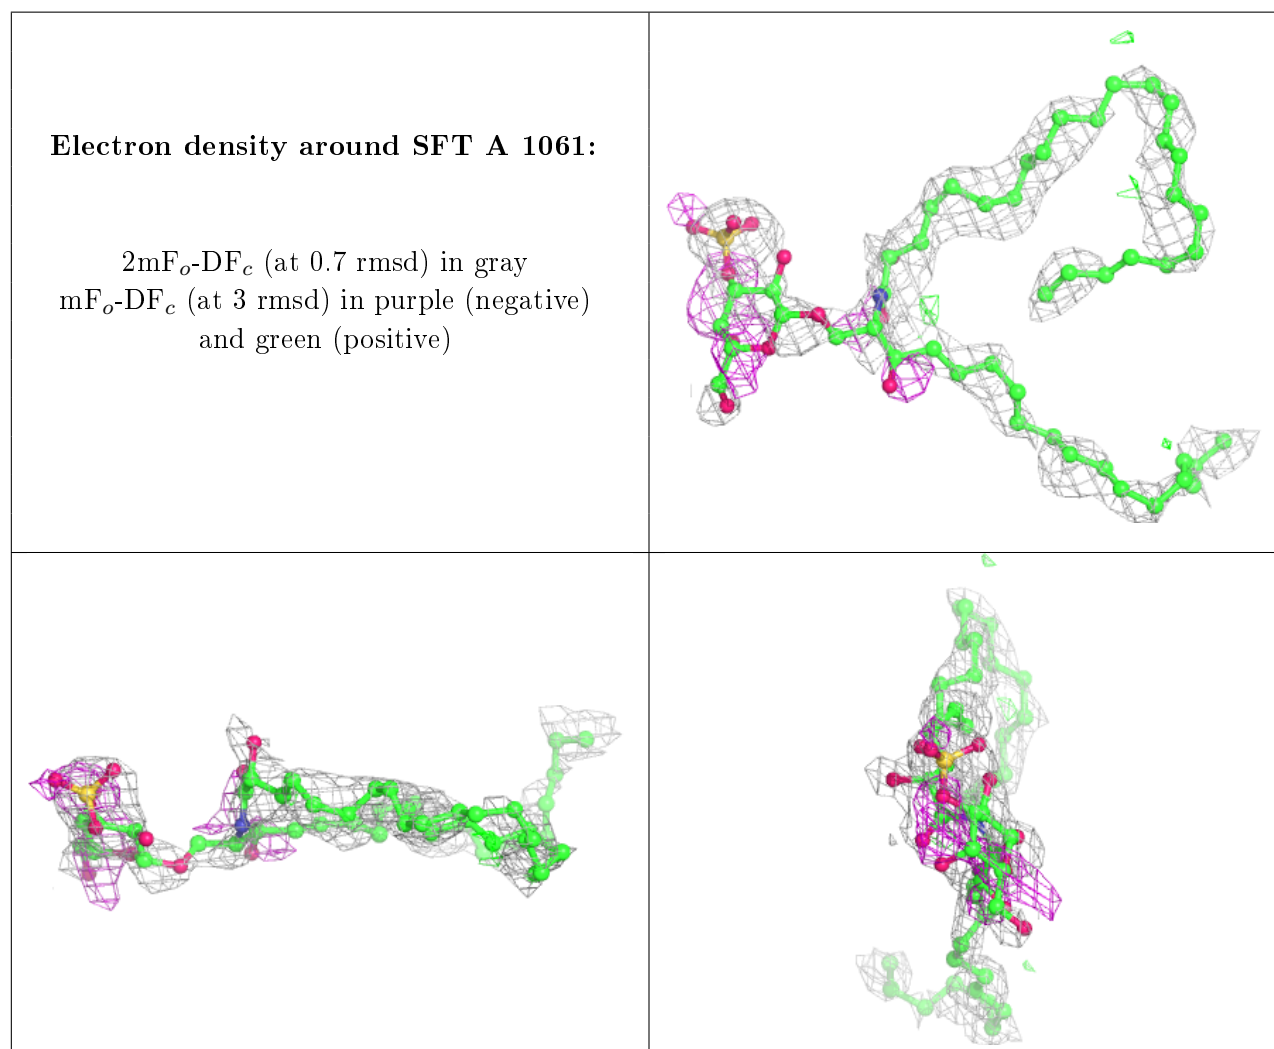 Electron density around SFT A 1061:
2mFₒ-DF𝒸 (at 0.7 rmsd) in gray
mFₒ-DF𝒸 (at 3 rmsd) in purple (negative)
and green (positive)